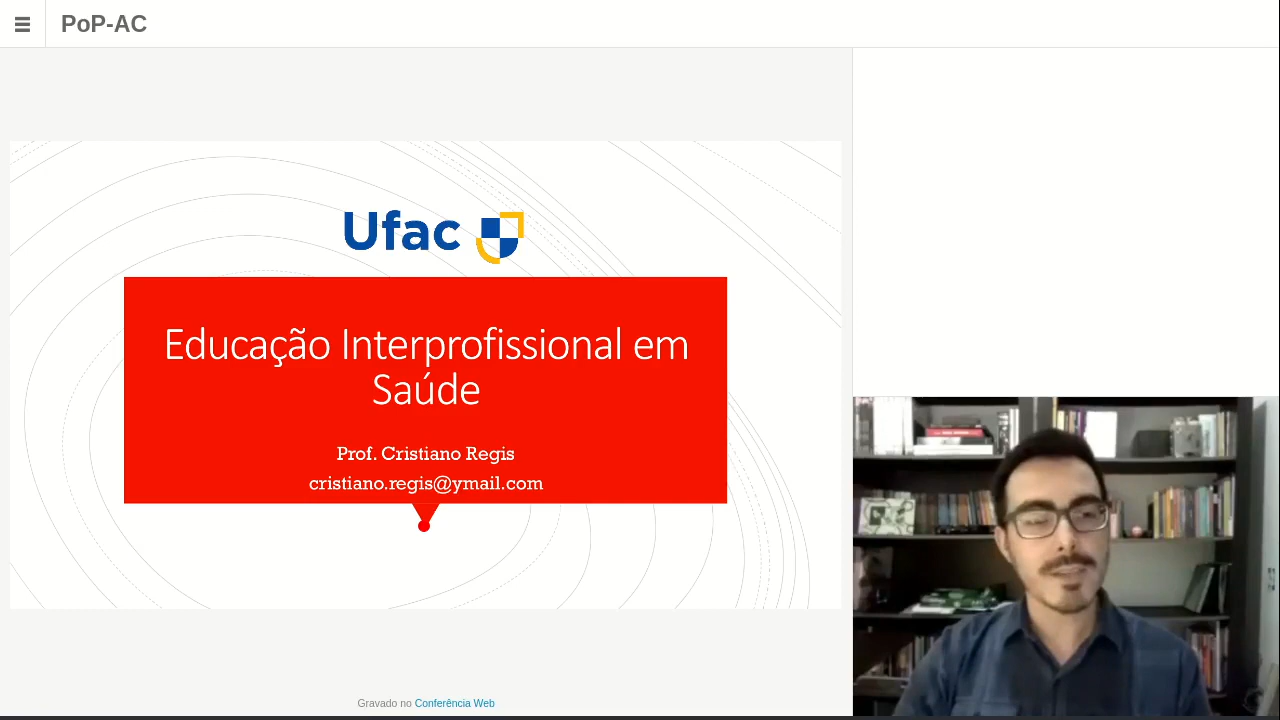 PoP-AC
Ufac
Educação Interprofissional em
Saúde
Prof. Cristiano Regis
cristiano.regis@ymail.com
Gravado no Conferência Web